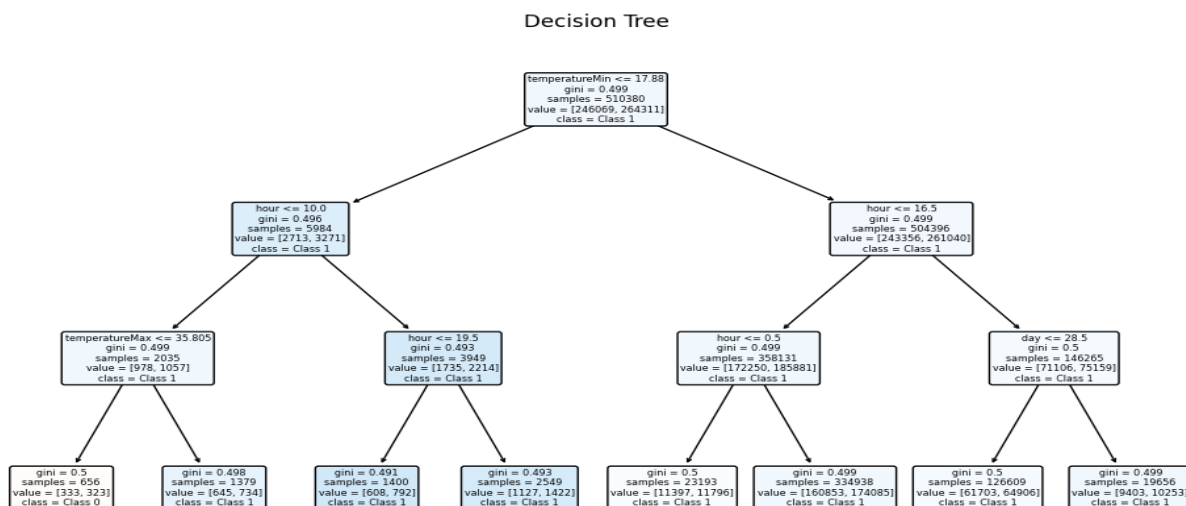 Decision Tree
temperatureMin <= 17.88
gini = 0.499
samples = 510380
value = [246069, 264311]
class = Class 1
hour <= 10.0
gini = 0.496
samples = 5984
value = [2713, 3271]
class = Class 1
hour <= 16.5
gini = 0.499
samples = 504396
value = [243356, 261040]
class = Class 1
temperatureMax <= 35.805
gini = 0.499
samples = 2035
value = [978, 1057]
class = Class 1
hour <= 19.5
gini = 0.493
samples = 3949
value = [1735, 2214]
class = Class 1
hour <= 0.5
gini = 0.499
samples = 358131
value = [172250, 185881]
class = Class 1
day <= 28.5
gini = 0.5
samples = 146265
value = [71106, 75159]
class = Class 1
gini = 0.5
samples = 656
value = [333, 323]
class = Class 0
gini = 0.498
samples = 1379
value = [645, 734]
class = Class 1
gini = 0.491
samples = 1400
value = [608, 792]
class = Class 1
gini = 0.493
samples = 2549
value = [1127, 1422]
class = Class 1
gini = 0.5
samples = 23193
value = [11397, 11796]
class = Class 1
gini = 0.499
samples = 334938
value = [160853, 174085]
class = Class 1
gini = 0.5
samples = 126609
value = [61703, 64906]
class = Class 1
gini = 0.499
samples = 19656
value = [9403, 10253]
class = Class 1